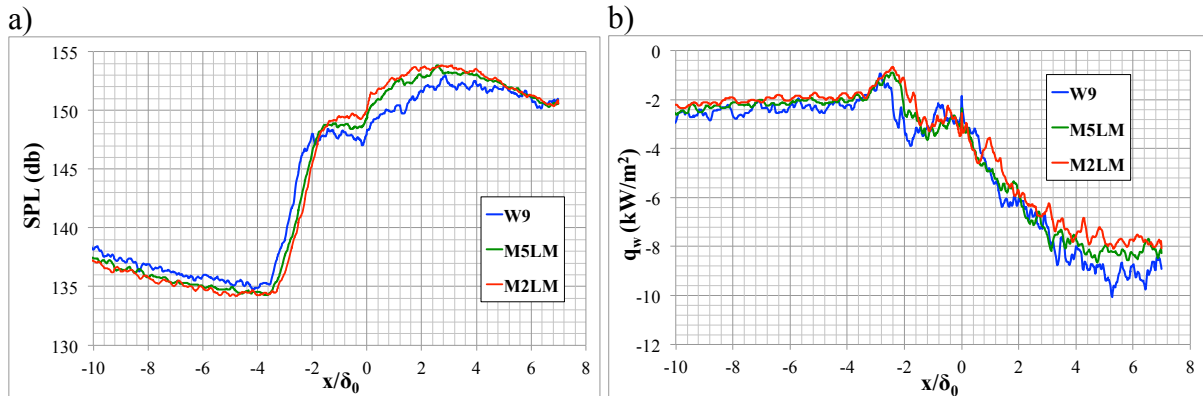 a)
SPL (db)
155
150
145
140
135
130
-10 -8 -6 -4 -2 0 2 4 6 8
x/δ₀
W9
M5LM
M2LM
b)
q_w (kW/m²)
0
-2
-4
-6
-8
-10
-12
-10 -8 -6 -4 -2 0 2 4 6 8
x/δ₀
W9
M5LM
M2LM